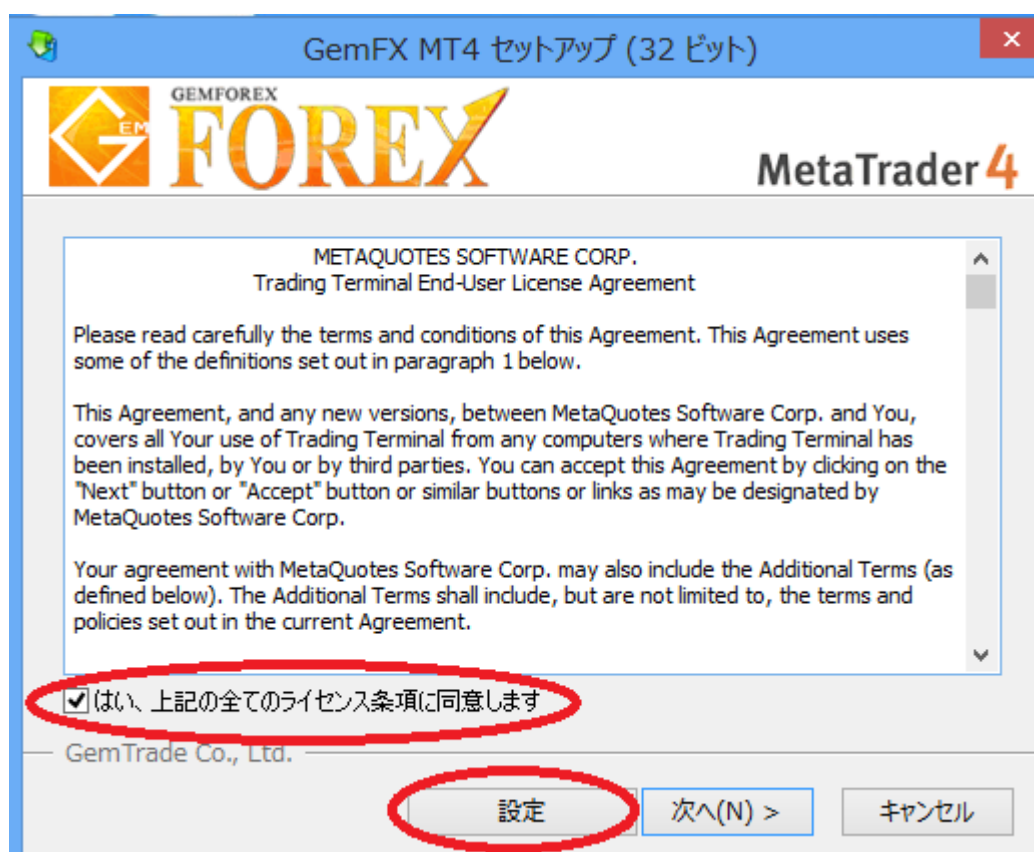 GemFX MT4 セットアップ (32 ビット)
GEMFOREX
GEM
FOREX
MetaTrader 4
METAQUOTES SOFTWARE CORP.
Trading Terminal End-User License Agreement
Please read carefully the terms and conditions of this Agreement. This Agreement uses
some of the definitions set out in paragraph 1 below.
This Agreement, and any new versions, between MetaQuotes Software Corp. and You,
covers all Your use of Trading Terminal from any computers where Trading Terminal has
been installed, by You or by third parties. You can accept this Agreement by clicking on the
"Next" button or "Accept" button or similar buttons or links as may be designated by
MetaQuotes Software Corp.
Your agreement with MetaQuotes Software Corp. may also include the Additional Terms (as
defined below). The Additional Terms shall include, but are not limited to, the terms and
policies set out in the current Agreement.
はい、上記の全てのライセンス条項に同意します
GemTrade Co., Ltd.
設定
次へ(N) >
キャンセル